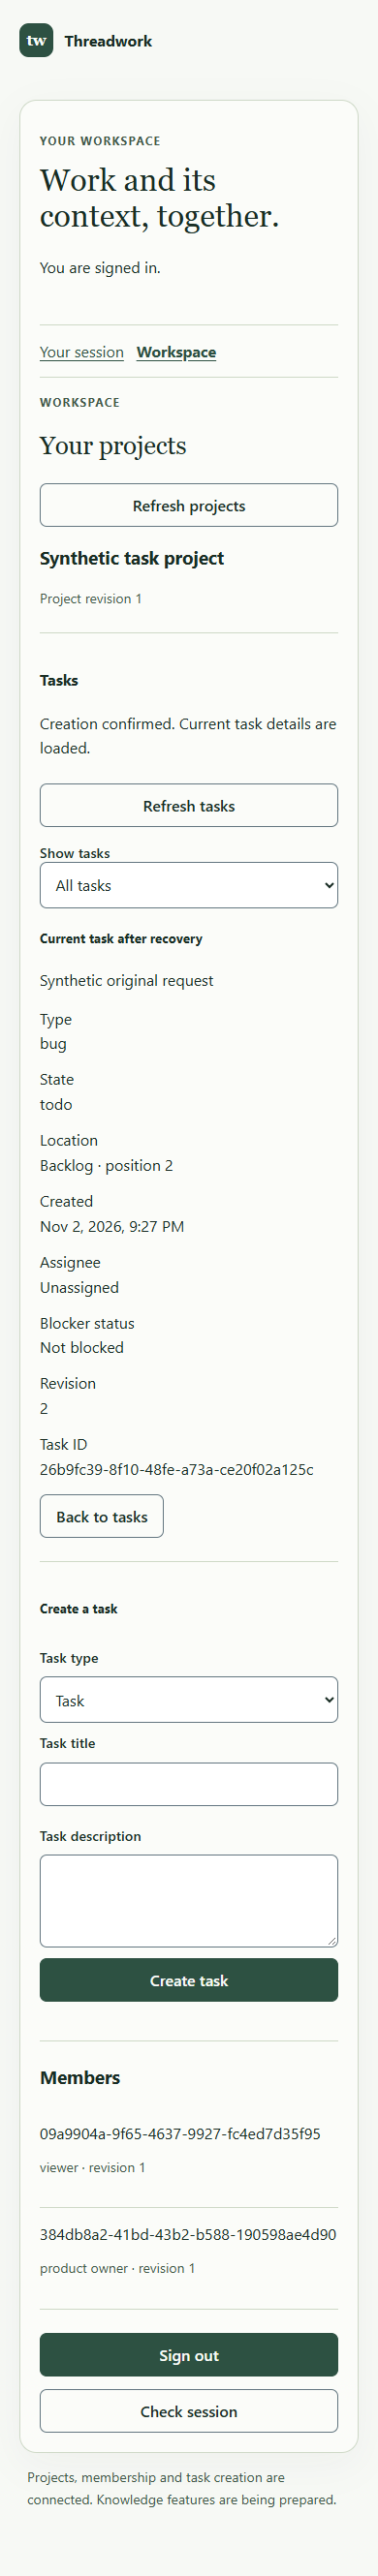 tw Threadwork
YOUR WORKSPACE
Work and its
context, together.
You are signed in.
Your session Workspace
WORKSPACE
Your projects
Refresh projects
Synthetic task project
Project revision 1
Tasks
Creation confirmed. Current task details are
loaded.
Refresh tasks
Show tasks
All tasks
Current task after recovery
Synthetic original request
Type
bug
State
todo
Location
Backlog · position 2
Created
Nov 2, 2026, 9:27 PM
Assignee
Unassigned
Blocker status
Not blocked
Revision
2
Task ID
26b9fc39-8f10-48fe-a73a-ce20f02a125c
Back to tasks
Create a task
Task type
Task
Task title
Task description
Create task
Members
09a9904a-9f65-4637-9927-fc4ed7d35f95
viewer · revision 1
384db8a2-41bd-43b2-b588-190598ae4d90
product owner · revision 1
Sign out
Check session
Projects, membership and task creation are
connected. Knowledge features are being prepared.